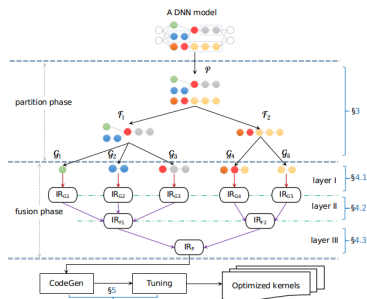 A DNN model
𝒫
partition phase
ℱ1
ℱ2
§3
𝒢1 𝒢2 𝒢3 𝒢4 𝒢5
layer I
§4.1
IRG1 IRG2 IRG3 IRG4 IRG5
layer II
§4.2
fusion phase
IRF1 IRF2
layer III
§4.3
IRP
CodeGen
§5
Tuning
Optimized kernels